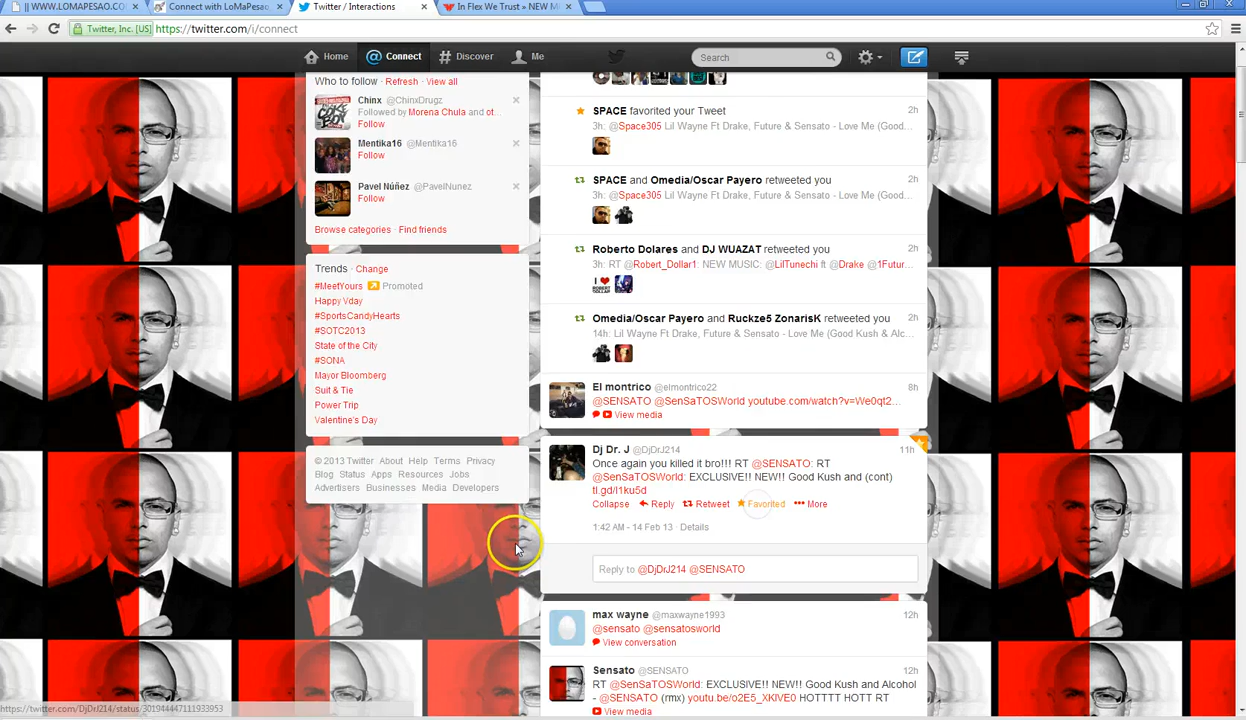 || WWW.LOMAPESAO.CO
Connect with LoMaPesa
Twitter / Interactions
In Flex We Trust » NEW M
Twitter, Inc. [US]
https://twitter.com/i/connect
Home
@ Connect
# Discover
Me
Search
Who to follow · Refresh · View all
Chinx @ChinxDrugz
Followed by Morena Chula and ot...
Follow
Mentika16 @Mentika16
Follow
Pavel Núñez @PavelNunez
Follow
Browse categories · Find friends
Trends · Change
#MeetYours Promoted
Happy Vday
#SportsCandyHearts
#SOTC2013
State of the City
#SONA
Mayor Bloomberg
Suit & Tie
Power Trip
Valentine's Day
© 2013 Twitter About Help Terms Privacy
Blog Status Apps Resources Jobs
Advertisers Businesses Media Developers
SPACE favorited your Tweet 2h
3h: @Space305 Lil Wayne Ft Drake, Future & Sensato - Love Me (Good...
SPACE and Omedia/Oscar Payero retweeted you 2h
3h: @Space305 Lil Wayne Ft Drake, Future & Sensato - Love Me (Good...
Roberto Dolares and DJ WUAZAT retweeted you 2h
3h: RT @Robert_Dollar1: NEW MUSIC: @LilTunechi ft @Drake @1Futur...
I ♥
ROBERT
DOLLAR
Omedia/Oscar Payero and Ruckze5 ZonarisK retweeted you 2h
14h: Lil Wayne Ft Drake, Future & Sensato - Love Me (Good Kush & Alc...
El montrico @elmontrico22 8h
@SENSATO @SenSaTOSWorld youtube.com/watch?v=We0qt2...
View media
Dj Dr. J @DjDrJ214 11h
Once again you killed it bro!!! RT @SENSATO: RT
@SenSaTOSWorld: EXCLUSIVE!! NEW!! Good Kush and (cont)
tl.gd/l1ku5d
Collapse Reply Retweet Favorited More
1:42 AM - 14 Feb 13 · Details
Reply to @DjDrJ214 @SENSATO
max wayne @maxwayne1993 12h
@sensato @sensatosworld
View conversation
Sensato @SENSATO 12h
RT @SenSaTOSWorld: EXCLUSIVE!! NEW!! Good Kush and Alcohol
- @SENSATO (rmx) youtu.be/o2E5_XKIVE0 HOTTTT HOTT RT
View media
https://twitter.com/DjDrJ214/status/301944447111933953